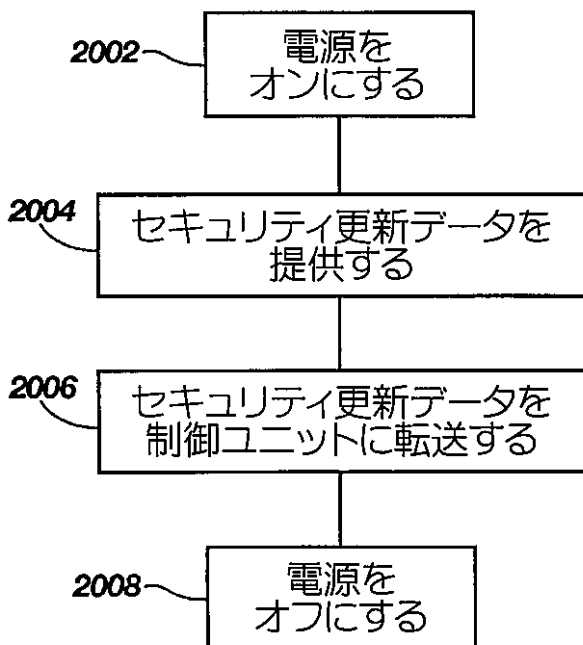 2002
電源を
オンにする
2004
セキュリティ更新データを
提供する
2006
セキュリティ更新データを
制御ユニットに転送する
2008
電源を
オフにする